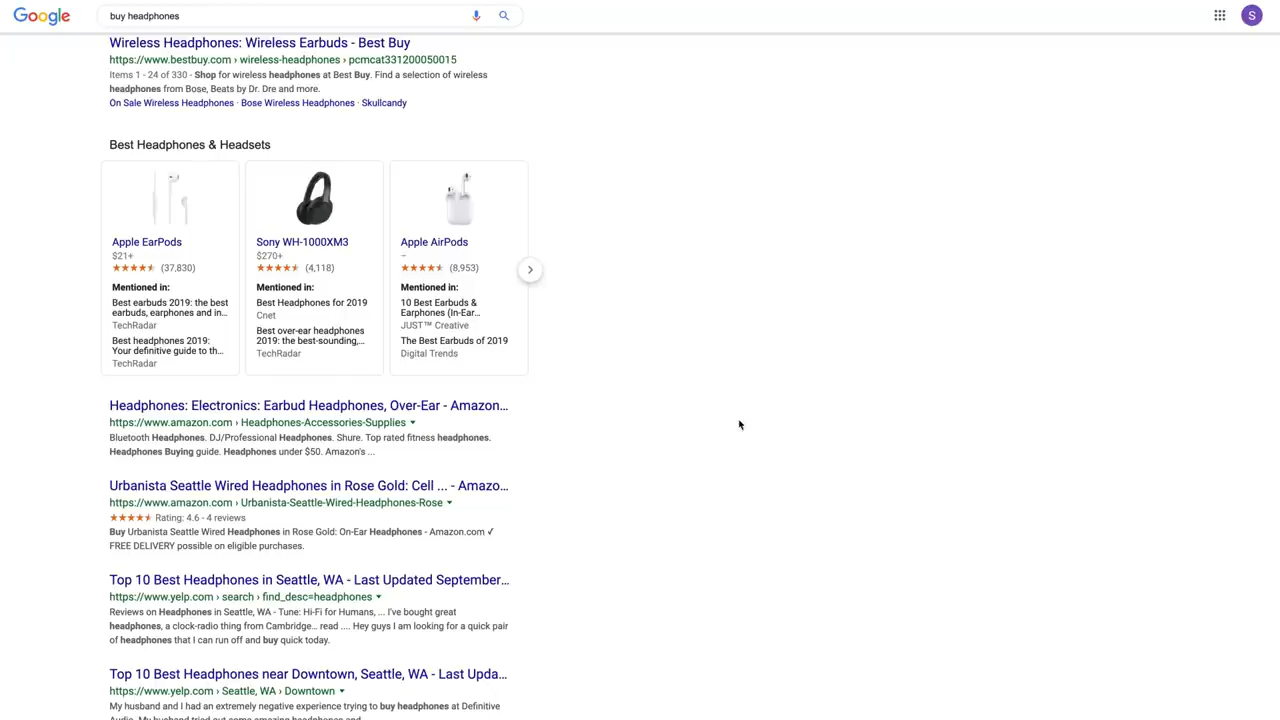 Google
buy headphones
S
Wireless Headphones: Wireless Earbuds - Best Buy
https://www.bestbuy.com › wireless-headphones › pcmcat331200050015
Items 1 - 24 of 330 - Shop for wireless headphones at Best Buy. Find a selection of wireless
headphones from Bose, Beats by Dr. Dre and more.
On Sale Wireless Headphones · Bose Wireless Headphones · Skullcandy
Best Headphones & Headsets
Apple EarPods
$21+
(37,830)
Mentioned in:
Best earbuds 2019: the best
earbuds, earphones and in...
TechRadar
Best headphones 2019:
Your definitive guide to th...
TechRadar
Sony WH-1000XM3
$270+
(4,118)
Mentioned in:
Best Headphones for 2019
Cnet
Best over-ear headphones
2019: the best-sounding,...
TechRadar
Apple AirPods
–
(8,953)
Mentioned in:
10 Best Earbuds &
Earphones (In-Ear...
JUST™ Creative
The Best Earbuds of 2019
Digital Trends
Headphones: Electronics: Earbud Headphones, Over-Ear - Amazon...
https://www.amazon.com › Headphones-Accessories-Supplies
Bluetooth Headphones. DJ/Professional Headphones. Shure. Top rated fitness headphones.
Headphones Buying guide. Headphones under $50. Amazon's ...
Urbanista Seattle Wired Headphones in Rose Gold: Cell ... - Amazo...
https://www.amazon.com › Urbanista-Seattle-Wired-Headphones-Rose
Rating: 4.6 - 4 reviews
Buy Urbanista Seattle Wired Headphones in Rose Gold: On-Ear Headphones - Amazon.com ✓
FREE DELIVERY possible on eligible purchases.
Top 10 Best Headphones in Seattle, WA - Last Updated September...
https://www.yelp.com › search › find_desc=headphones
Reviews on Headphones in Seattle, WA - Tune: Hi-Fi for Humans, ... I've bought great
headphones, a clock-radio thing from Cambridge... read .... Hey guys I am looking for a quick pair
of headphones that I can run off and buy quick today.
Top 10 Best Headphones near Downtown, Seattle, WA - Last Upda...
https://www.yelp.com › Seattle, WA › Downtown
My husband and I had an extremely negative experience trying to buy headphones at Definitive
Audio. My husband tried out some amazing headphones and